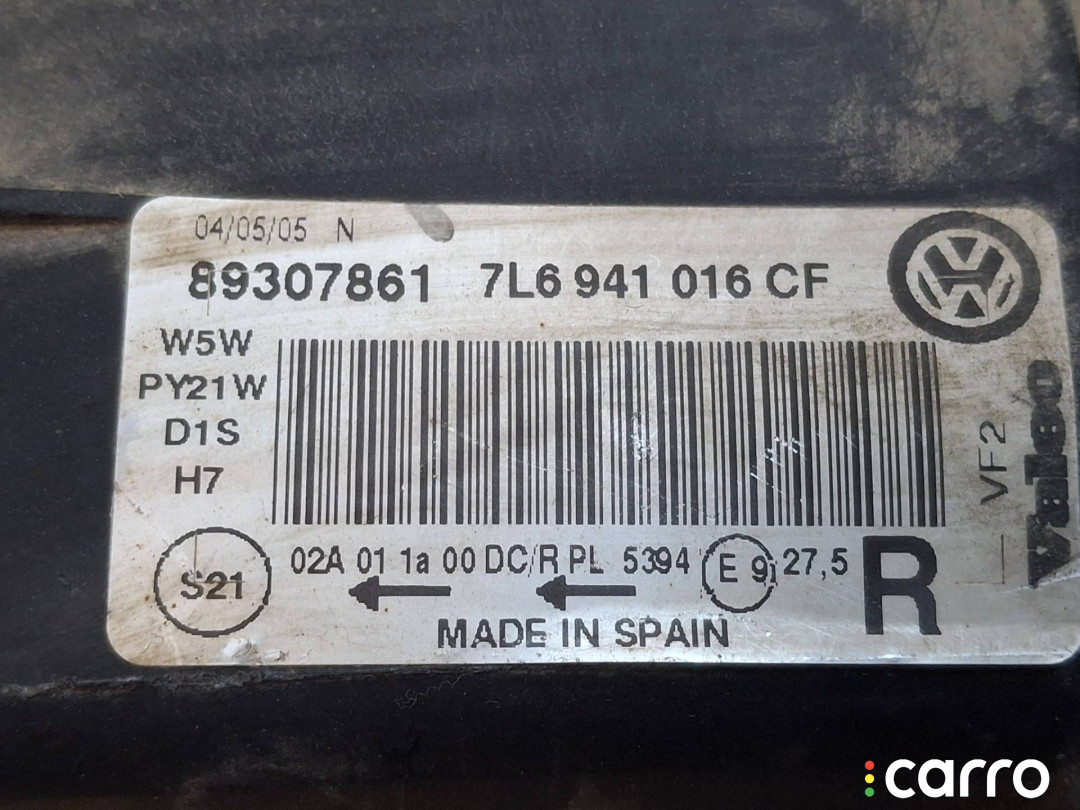 04/05/05 N
89307861 7L6 941 016 CF
W5W
PY21W
D1S
H7
VF2
Valeo
S21
02A 01 1a 00 DC/R PL 5394 E 9 27,5
R
MADE IN SPAIN
carro